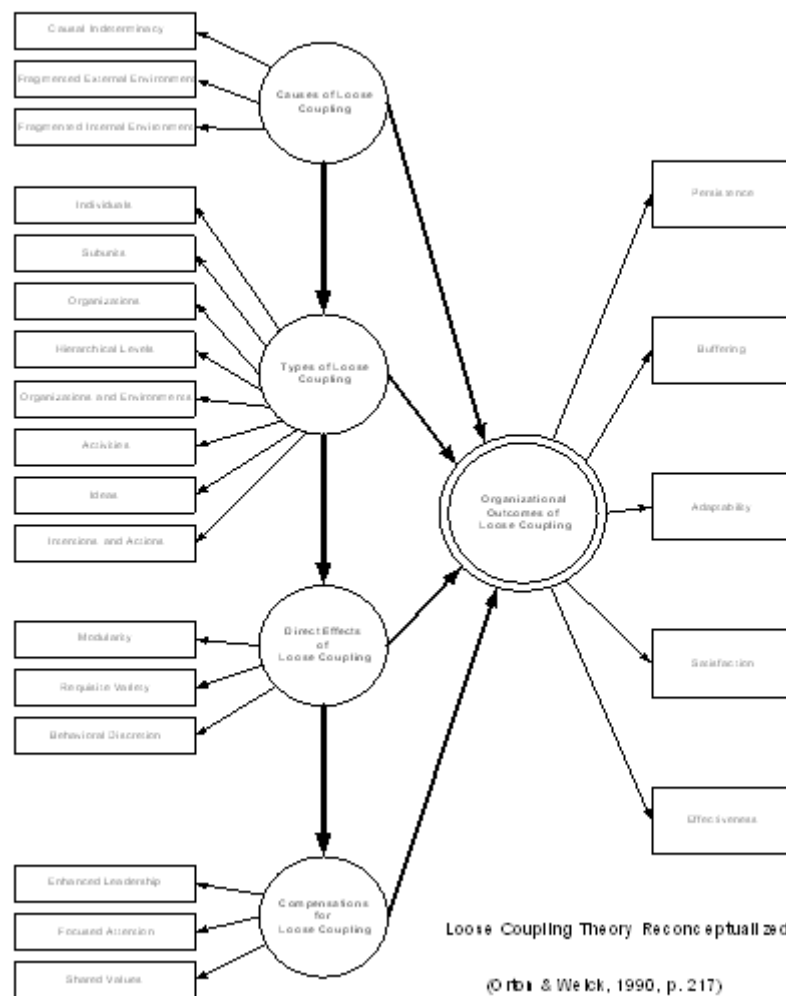 Causal Indeterminacy
Fragmented External Environment
Fragmented Internal Environment
Causes of Loose
Coupling
Individuals
Subunits
Organizations
Hierarchical Levels
Organizations and Environments
Activities
Ideas
Intensions and Actions
Types of Loose
Coupling
Modularity
Requisite Variety
Behavioral Discretion
Direct Effects
of
Loose Coupling
Enhanced Leadership
Focused Attention
Shared Values
Compensations
for
Loose Coupling
Organizational
Outcomes of
Loose Coupling
Persistence
Buffering
Adaptability
Satisfaction
Effectiveness
Loose Coupling Theory Reconceptualized
(Orton & Weick, 1990, p. 217)